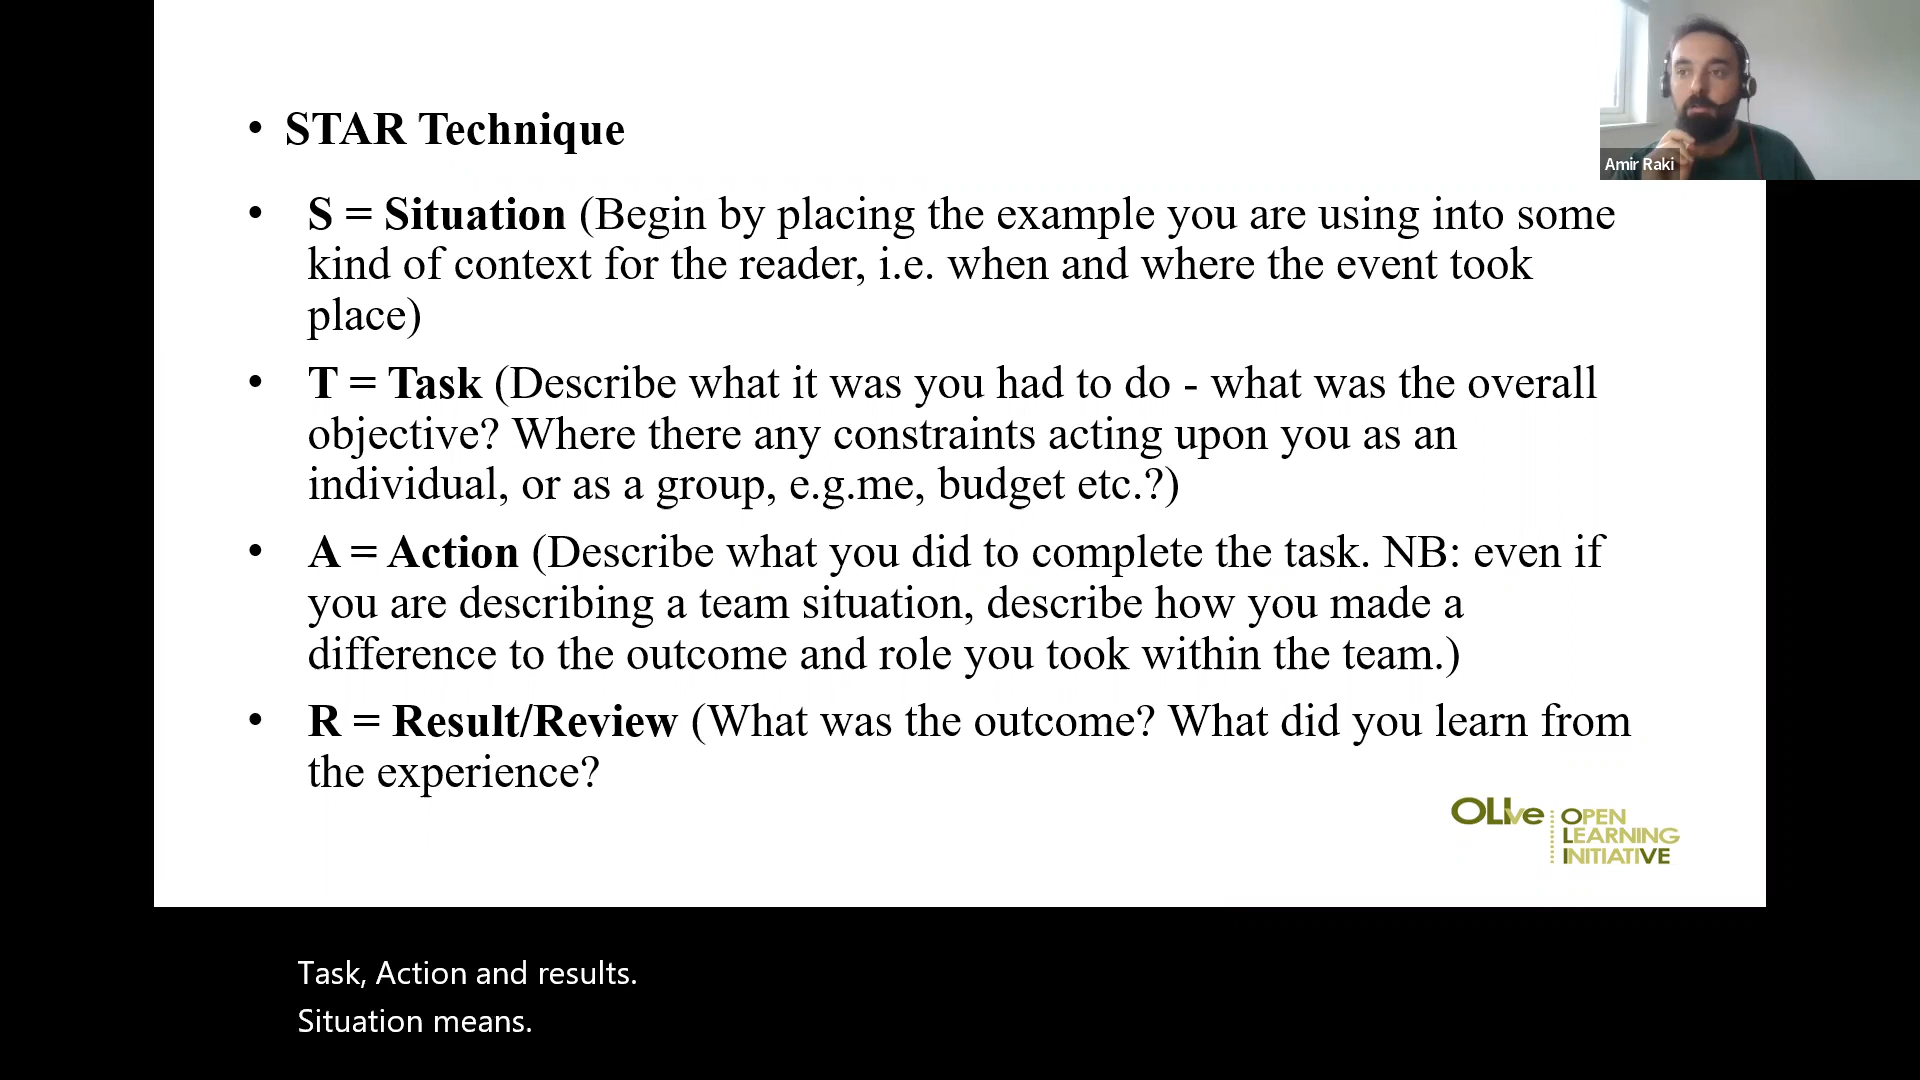 • STAR Technique
• S = Situation (Begin by placing the example you are using into some
kind of context for the reader, i.e. when and where the event took
place)
• T = Task (Describe what it was you had to do - what was the overall
objective? Where there any constraints acting upon you as an
individual, or as a group, e.g.me, budget etc.?)
• A = Action (Describe what you did to complete the task. NB: even if
you are describing a team situation, describe how you made a
difference to the outcome and role you took within the team.)
• R = Result/Review (What was the outcome? What did you learn from
the experience?
Amir Raki
OLIve
OPEN
LEARNING
INITIATIVE
Task, Action and results.
Situation means.